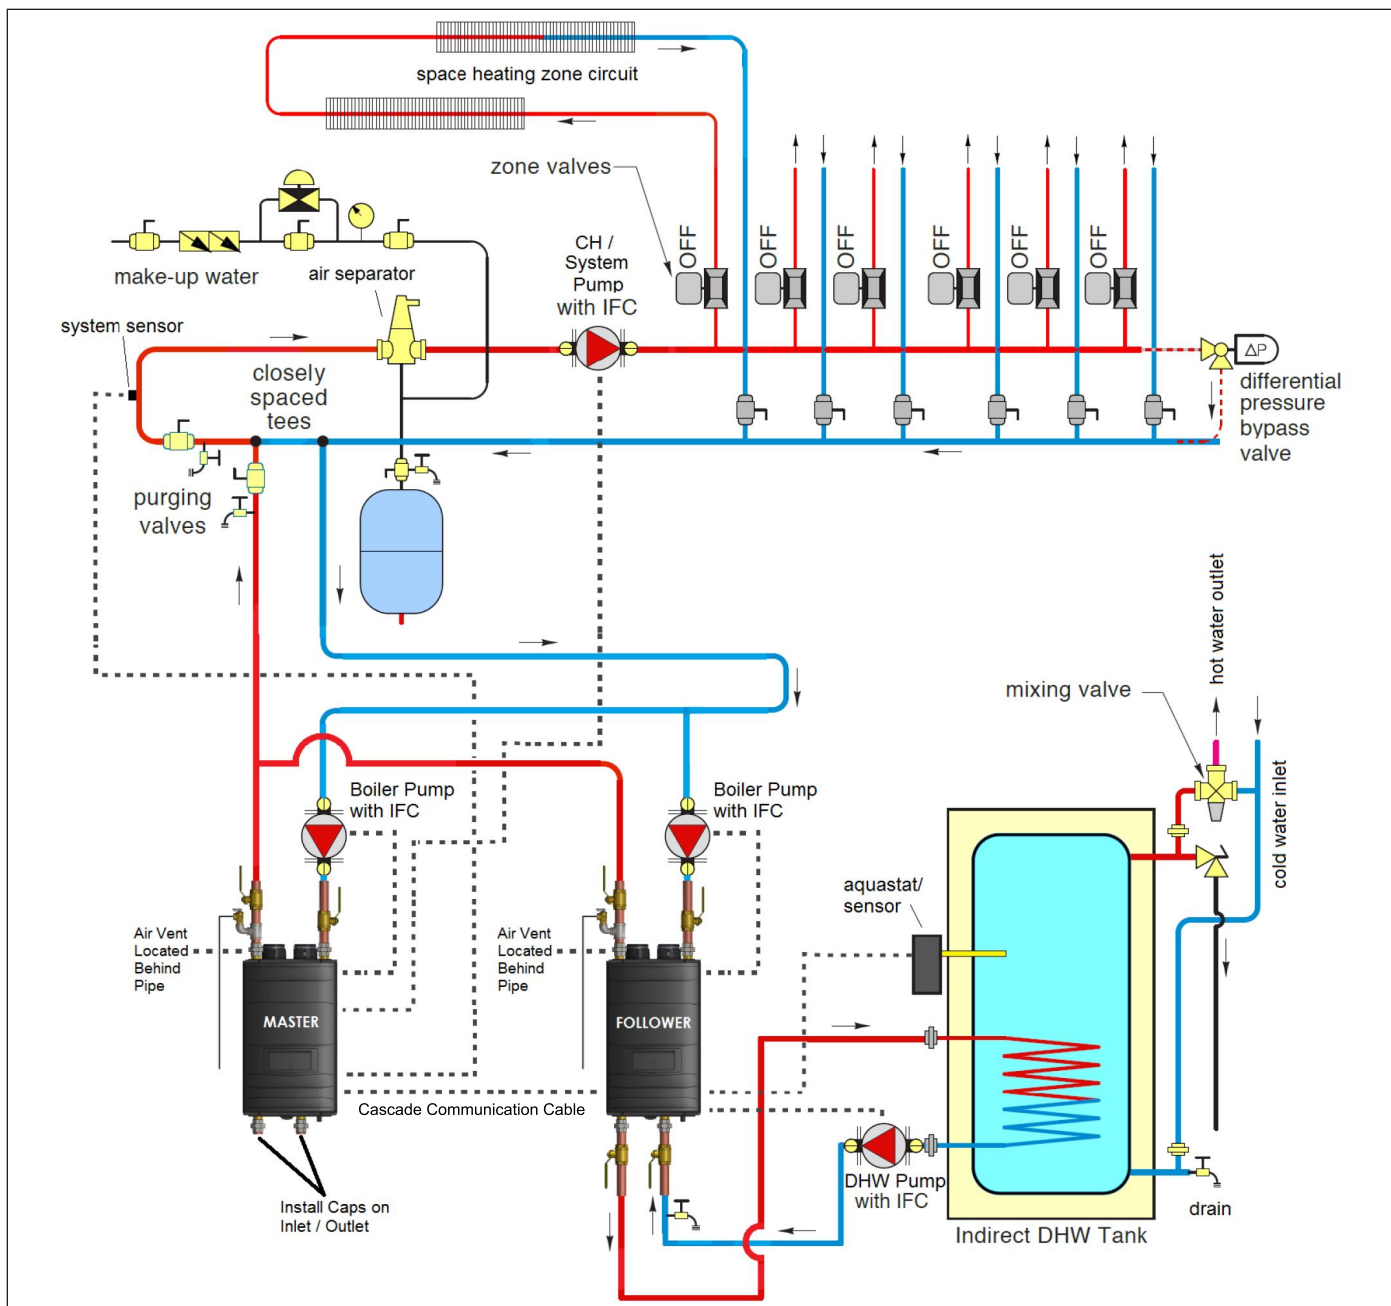 space heating zone circuit
zone valves
OFF
OFF
OFF
OFF
OFF
OFF
make-up water
air separator
CH /
System
Pump
with IFC
system sensor
closely
spaced
tees
ΔP
differential
pressure
bypass
valve
purging
valves
hot water outlet
mixing valve
cold water inlet
Boiler Pump
with IFC
Boiler Pump
with IFC
aquastat/
sensor
Air Vent
Located
Behind
Pipe
Air Vent
Located
Behind
Pipe
MASTER
FOLLOWER
Cascade Communication Cable
Install Caps on
Inlet / Outlet
DHW Pump
with IFC
drain
Indirect DHW Tank